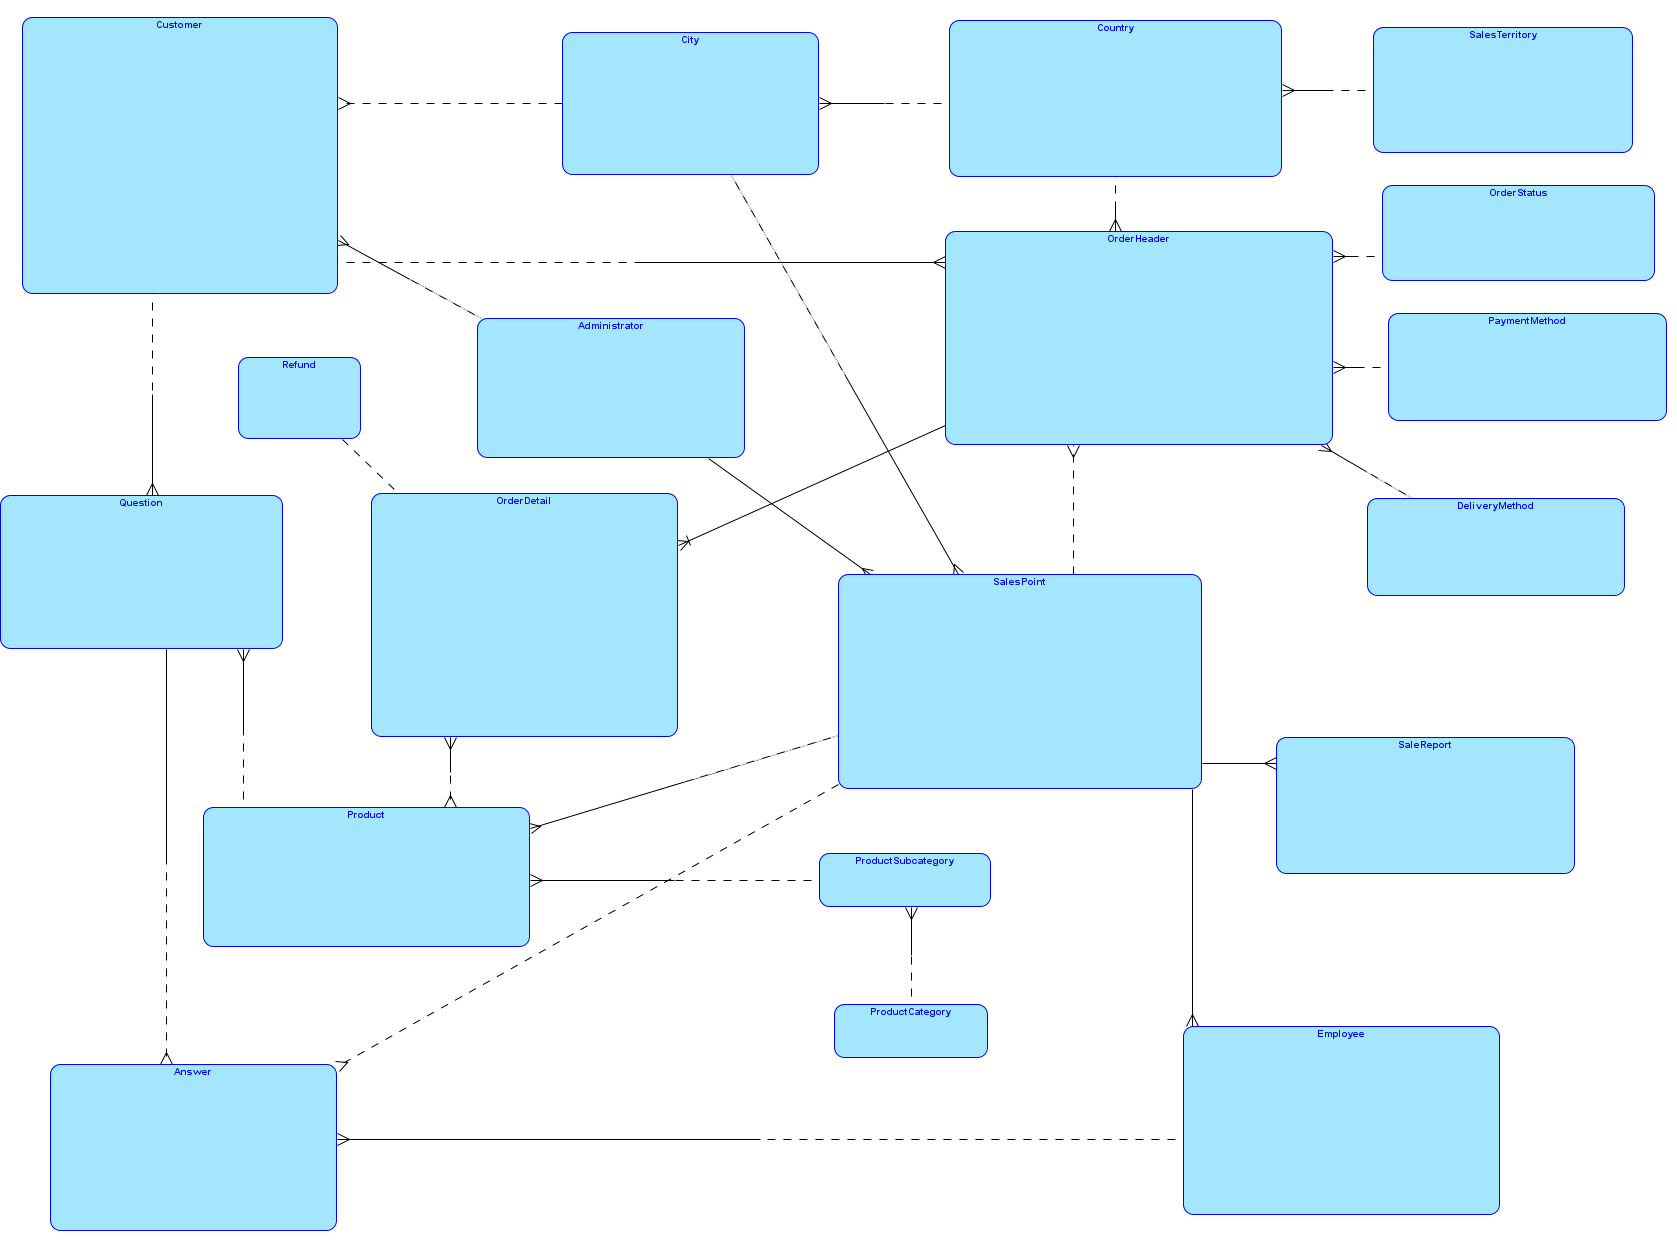 Customer
City
Country
SalesTerritory
OrderStatus
OrderHeader
PaymentMethod
Administrator
Refund
Question
OrderDetail
DeliveryMethod
SalesPoint
SaleReport
Product
ProductSubcategory
ProductCategory
Employee
Answer